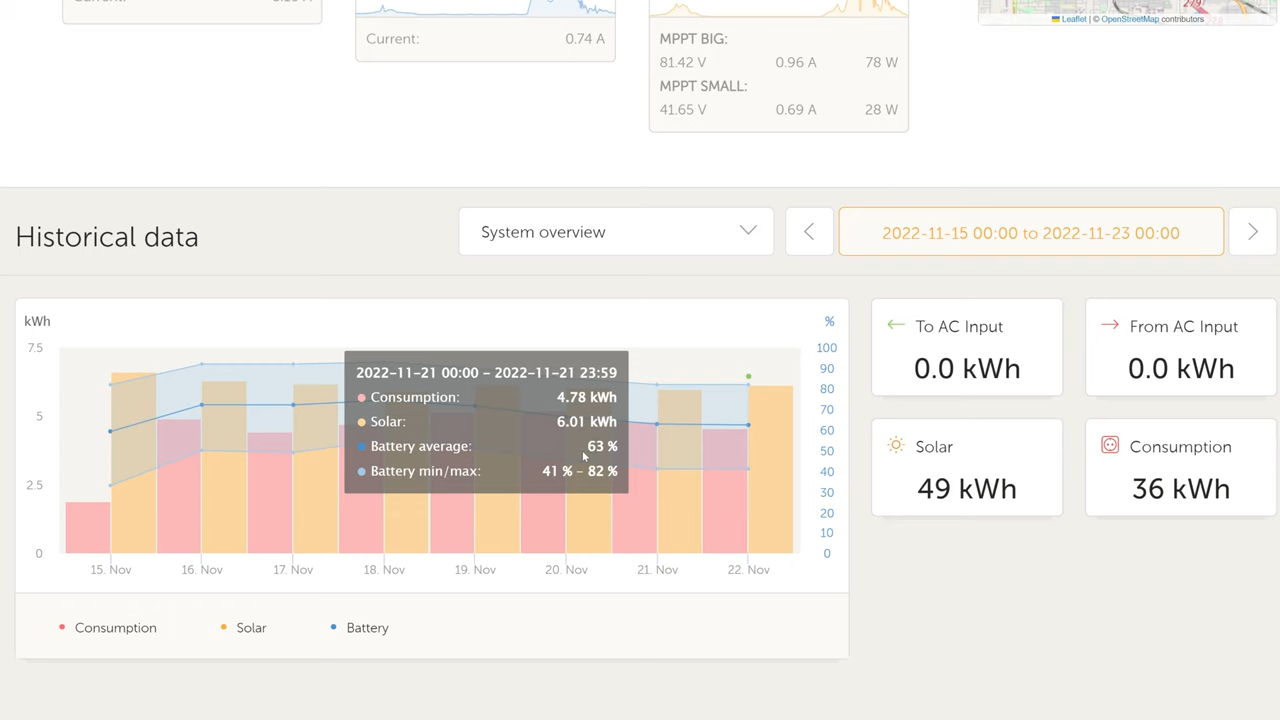 Current: 0.74 A
MPPT BIG:
81.42 V 0.96 A 78 W
MPPT SMALL:
41.65 V 0.69 A 28 W
Leaflet | © OpenStreetMap contributors
Historical data
System overview
2022-11-15 00:00 to 2022-11-23 00:00
kWh
%
7.5
5
2.5
0
100
90
80
70
60
50
40
30
20
10
0
2022-11-21 00:00 – 2022-11-21 23:59
Consumption: 4.78 kWh
Solar: 6.01 kWh
Battery average: 63 %
Battery min/max: 41 % – 82 %
15. Nov 16. Nov 17. Nov 18. Nov 19. Nov 20. Nov 21. Nov 22. Nov
Consumption Solar Battery
To AC Input
0.0 kWh
From AC Input
0.0 kWh
Solar
49 kWh
Consumption
36 kWh